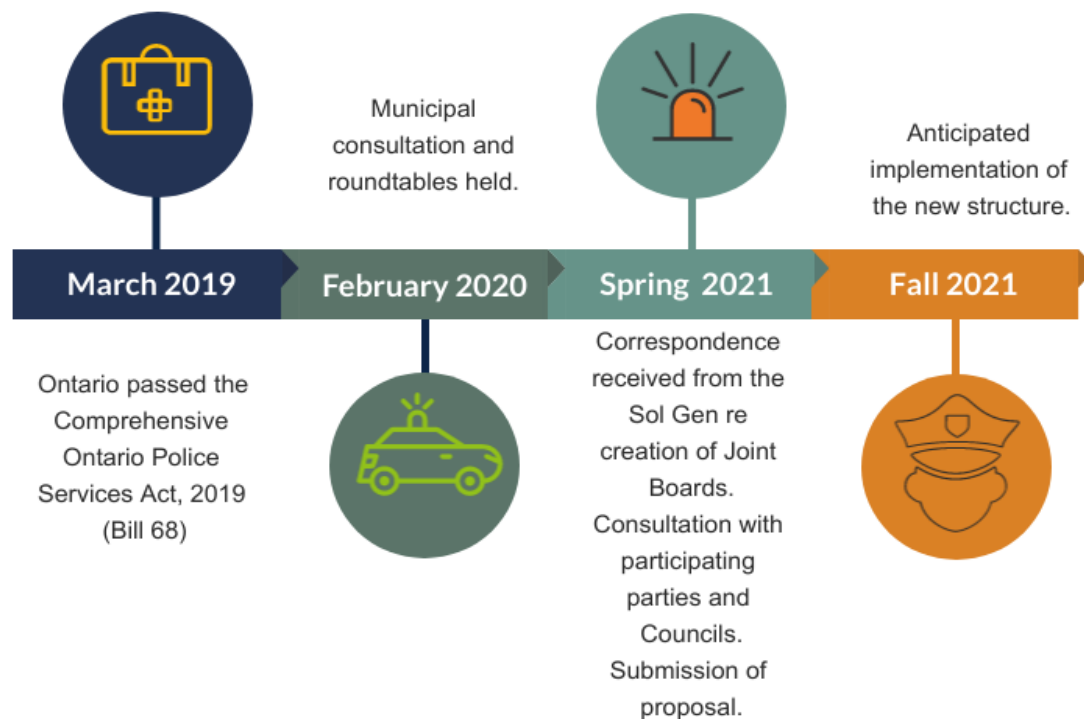 March 2019
Ontario passed the
Comprehensive
Ontario Police
Services Act, 2019
(Bill 68)
Municipal
consultation and
roundtables held.
February 2020
Spring 2021
Correspondence
received from the
Sol Gen re
creation of Joint
Boards.
Consultation with
participating
parties and
Councils.
Submission of
proposal.
Anticipated
implementation of
the new structure.
Fall 2021